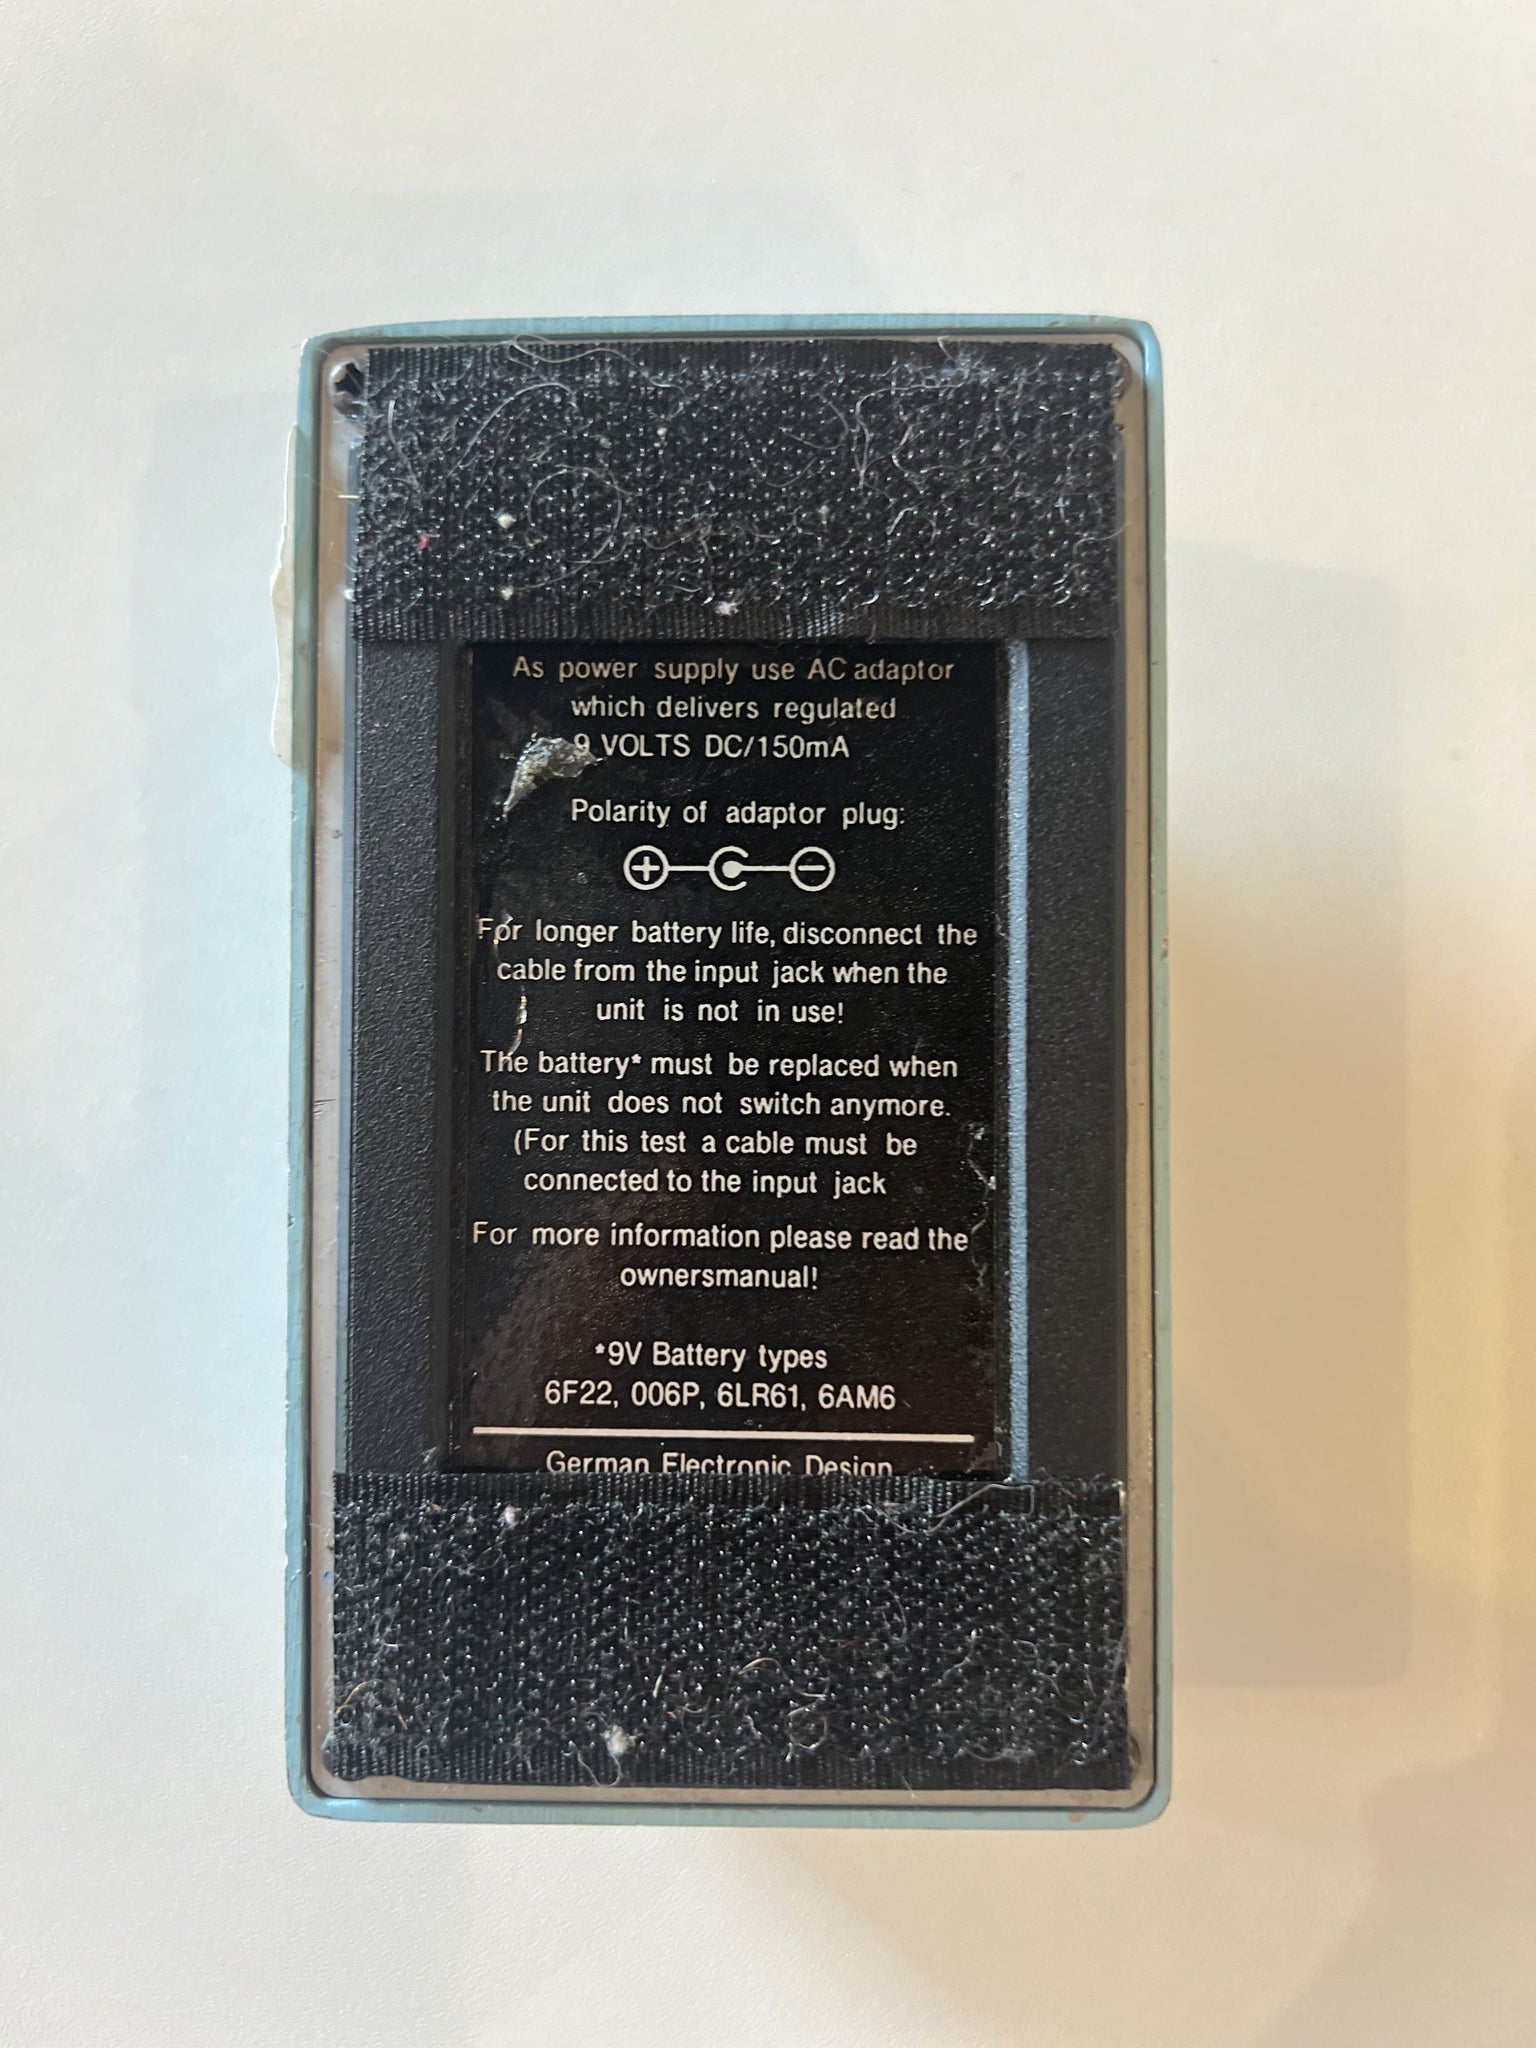 As power supply use AC adaptor
which delivers regulated
9 VOLTS DC/150mA
Polarity of adaptor plug:
For longer battery life, disconnect the
cable from the input jack when the
unit is not in use!
The battery* must be replaced when
the unit does not switch anymore.
(For this test a cable must be
connected to the input jack
For more information please read the
ownersmanual!
*9V Battery types
6F22, 006P, 6LR61, 6AM6
German Electronic Design